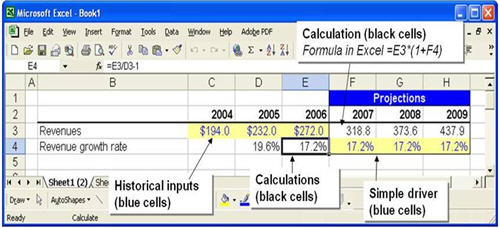 Microsoft Excel - Book1
File Edit View Insert Format Tools Data Window Help Adobe PDF
E4 fx =E3/D3-1
Calculation (black cells)
Formula in Excel =E3*(1+F4)
A B C D E F G H
1 Projections
2 2004 2005 2006 2007 2008 2009
3 Revenues $194.0 $232.0 $272.0 318.8 373.6 437.9
4 Revenue growth rate 19.6% 17.2% 17.2% 17.2% 17.2%
5
Sheet1 (2)
Draw AutoShapes
Ready Calculate
Historical inputs
(blue cells)
Calculations
(black cells)
Simple driver
(blue cells)